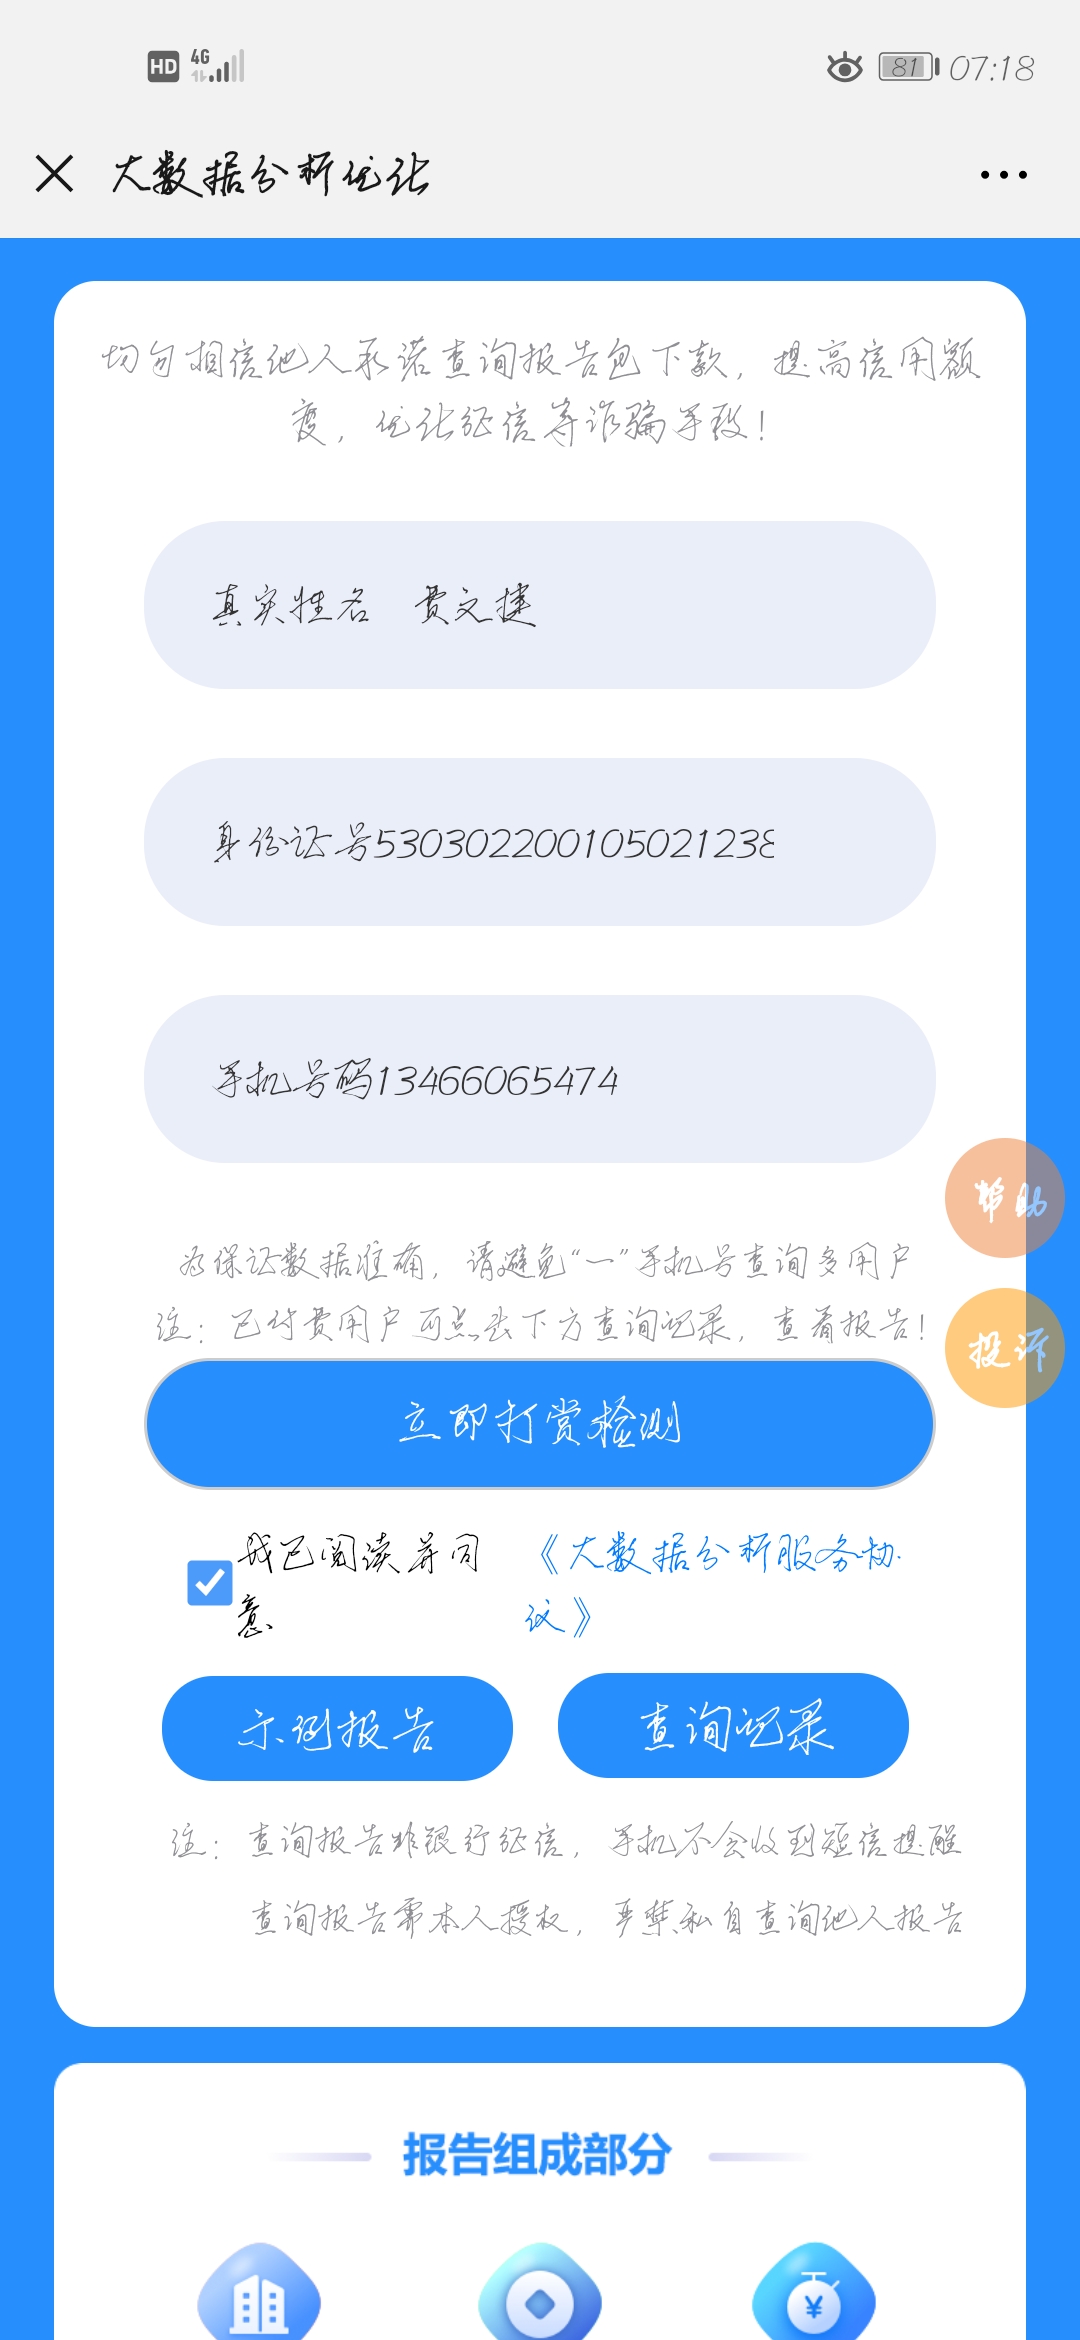 HD 4G 81 07:18
大数据分析优化
切勿相信他人承诺查询报告包下款，提高信用额
度，优化征信等诈骗手段！
真实姓名 贵文捷
身份证号53030220010502123
手机号码13466065474
帮助
为保证数据准确，请避免“一”手机号查询多用户
注：已付费用户可点击下方查询记录，查看报告！
投诉
立即打赏检测
我已阅读并同 《大数据分析服务协
意 议》
示例报告 查询记录
注：查询报告非银行征信，手机不会收到短信提醒
查询报告需本人授权，严禁私自查询他人报告
报告组成部分
¥